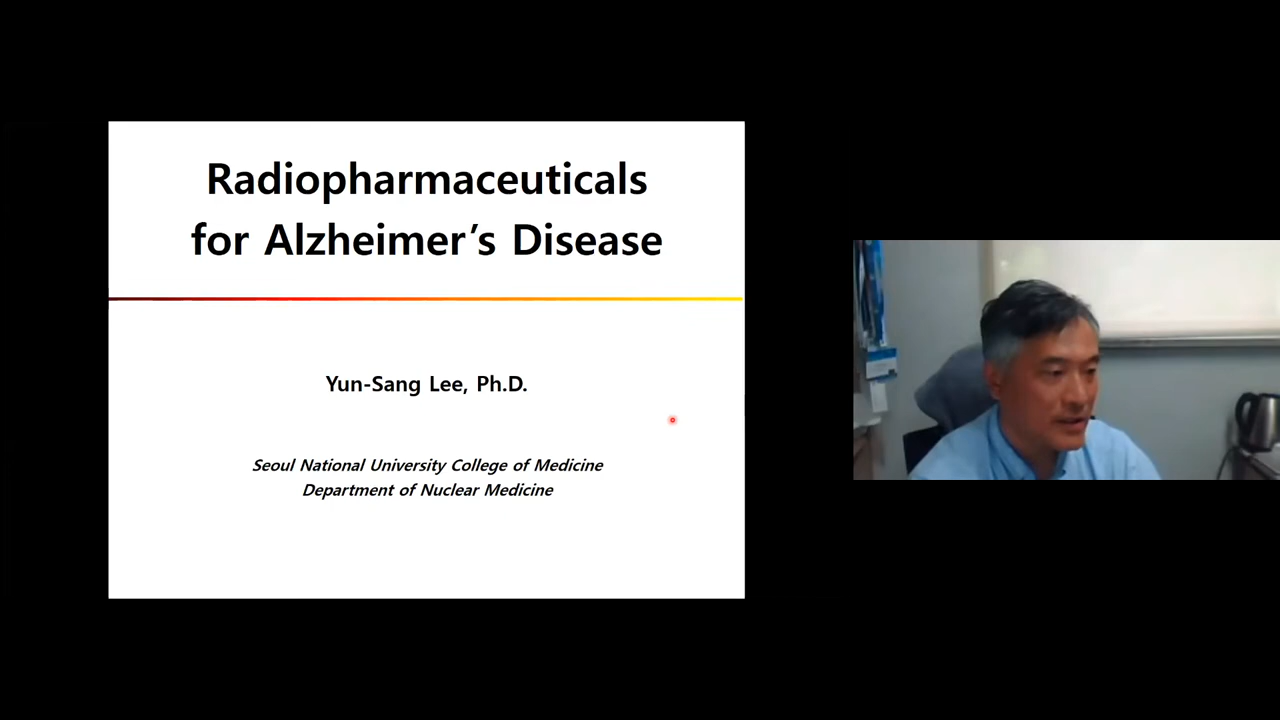 Radiopharmaceuticals
for Alzheimer’s Disease
Yun-Sang Lee, Ph.D.
Seoul National University College of Medicine
Department of Nuclear Medicine